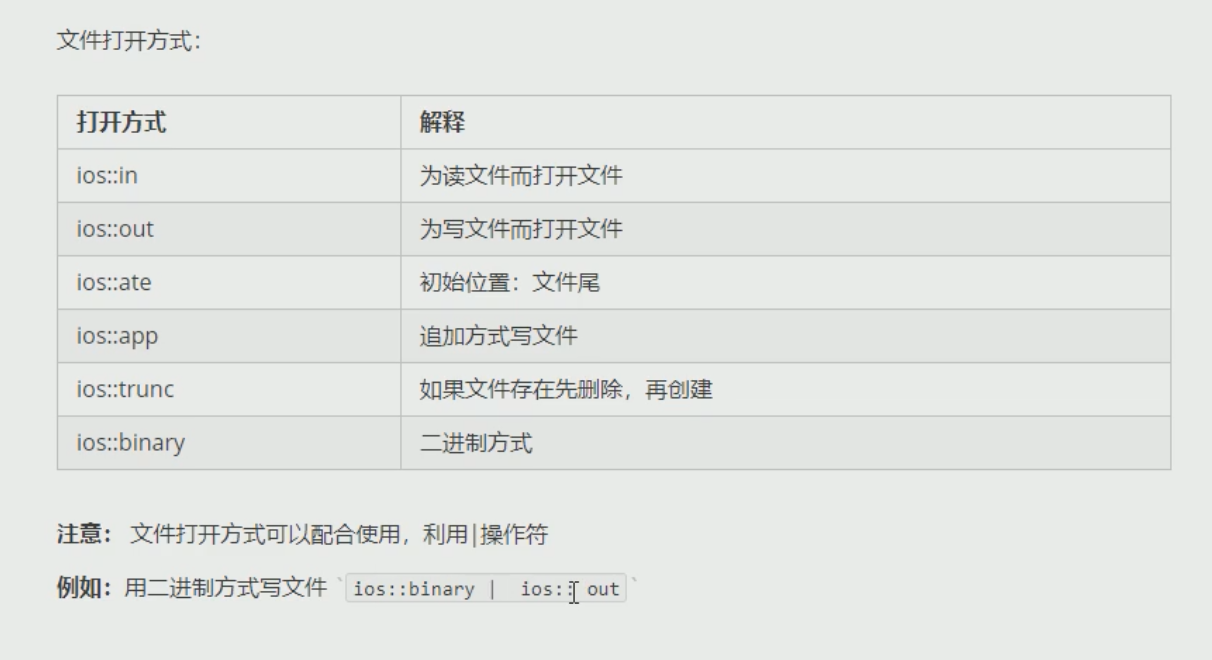 文件打开方式：
打开方式 解释
ios::in 为读文件而打开文件
ios::out 为写文件而打开文件
ios::ate 初始位置：文件尾
ios::app 追加方式写文件
ios::trunc 如果文件存在先删除，再创建
ios::binary 二进制方式
注意： 文件打开方式可以配合使用，利用|操作符
例如：用二进制方式写文件 `ios::binary | ios:: out`